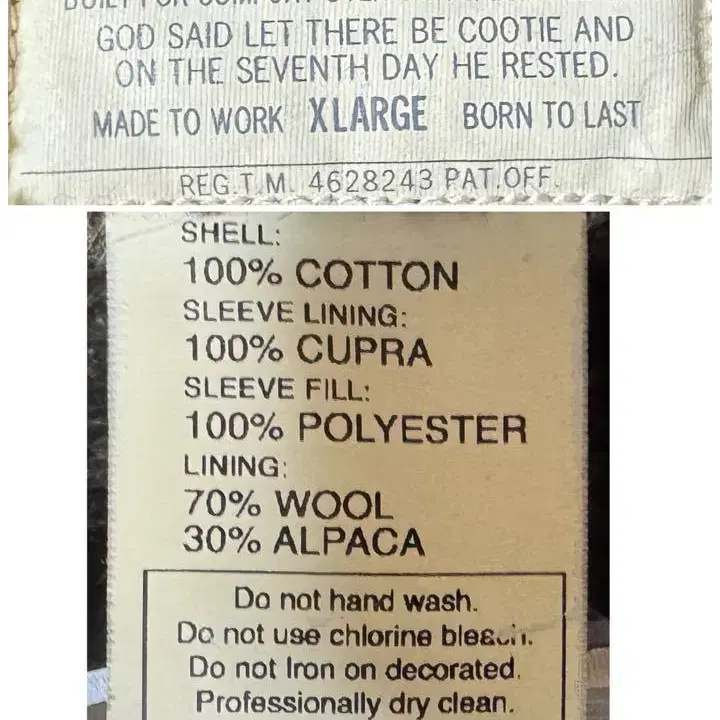 GOD SAID LET THERE BE COOTIE AND
ON THE SEVENTH DAY HE RESTED.
MADE TO WORK XLARGE BORN TO LAST
REG.T.M. 4628243 PAT.OFF.
SHELL:
100% COTTON
SLEEVE LINING:
100% CUPRA
SLEEVE FILL:
100% POLYESTER
LINING:
70% WOOL
30% ALPACA
Do not hand wash.
Do not use chlorine bleach.
Do not Iron on decorated.
Professionally dry clean.